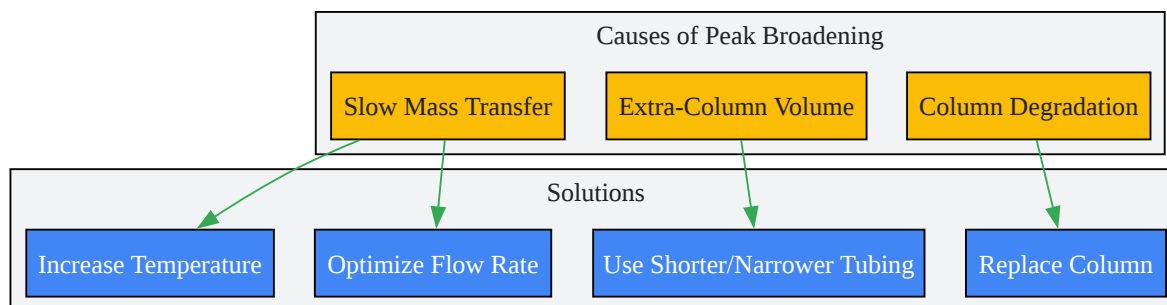 Causes of Peak Broadening
Slow Mass Transfer
Extra-Column Volume
Column Degradation
Solutions
Increase Temperature
Optimize Flow Rate
Use Shorter/Narrower Tubing
Replace Column